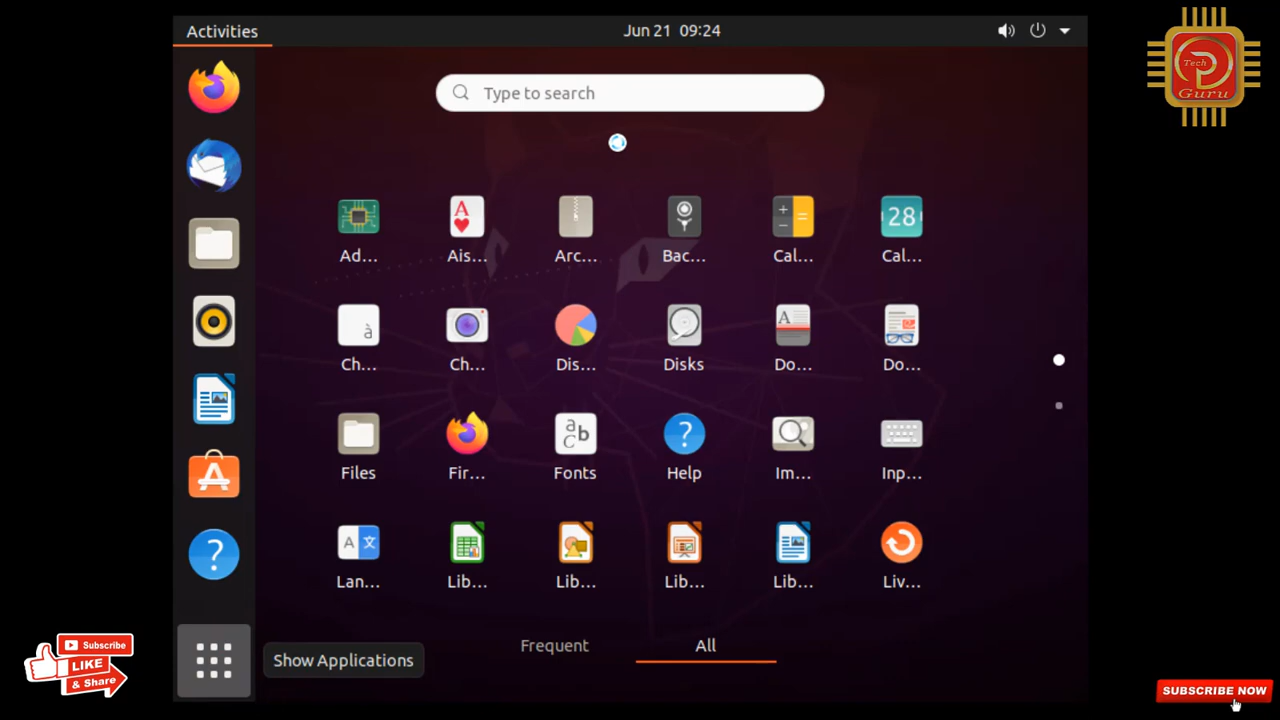 Activities
Jun 21 09:24
Tech
Guru
Type to search
Ad...
Ais...
Arc...
Bac...
Cal...
28
Cal...
Ch...
Ch...
Dis...
Disks
Do...
Do...
Files
Fir...
Fonts
Help
Im...
Inp...
Lan...
Lib...
Lib...
Lib...
Lib...
Liv...
Frequent
All
Show Applications
Subscribe
LIKE
& Share
SUBSCRIBE NOW